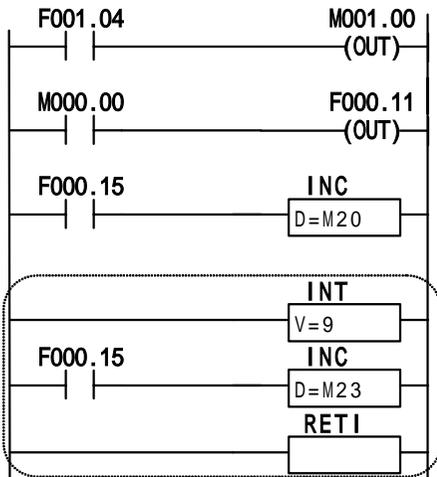 F001.04 M001.00
(OUT)
M000.00 F000.11
(OUT)
F000.15 INC
D=M20
INT
V=9
F000.15 INC
D=M23
RETI